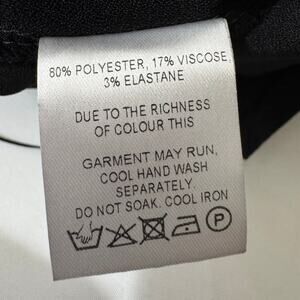 80% POLYESTER, 17% VISCOSE,
3% ELASTANE
DUE TO THE RICHNESS
OF COLOUR THIS
GARMENT MAY RUN,
COOL HAND WASH
SEPARATELY.
DO NOT SOAK. COOL IRON
P